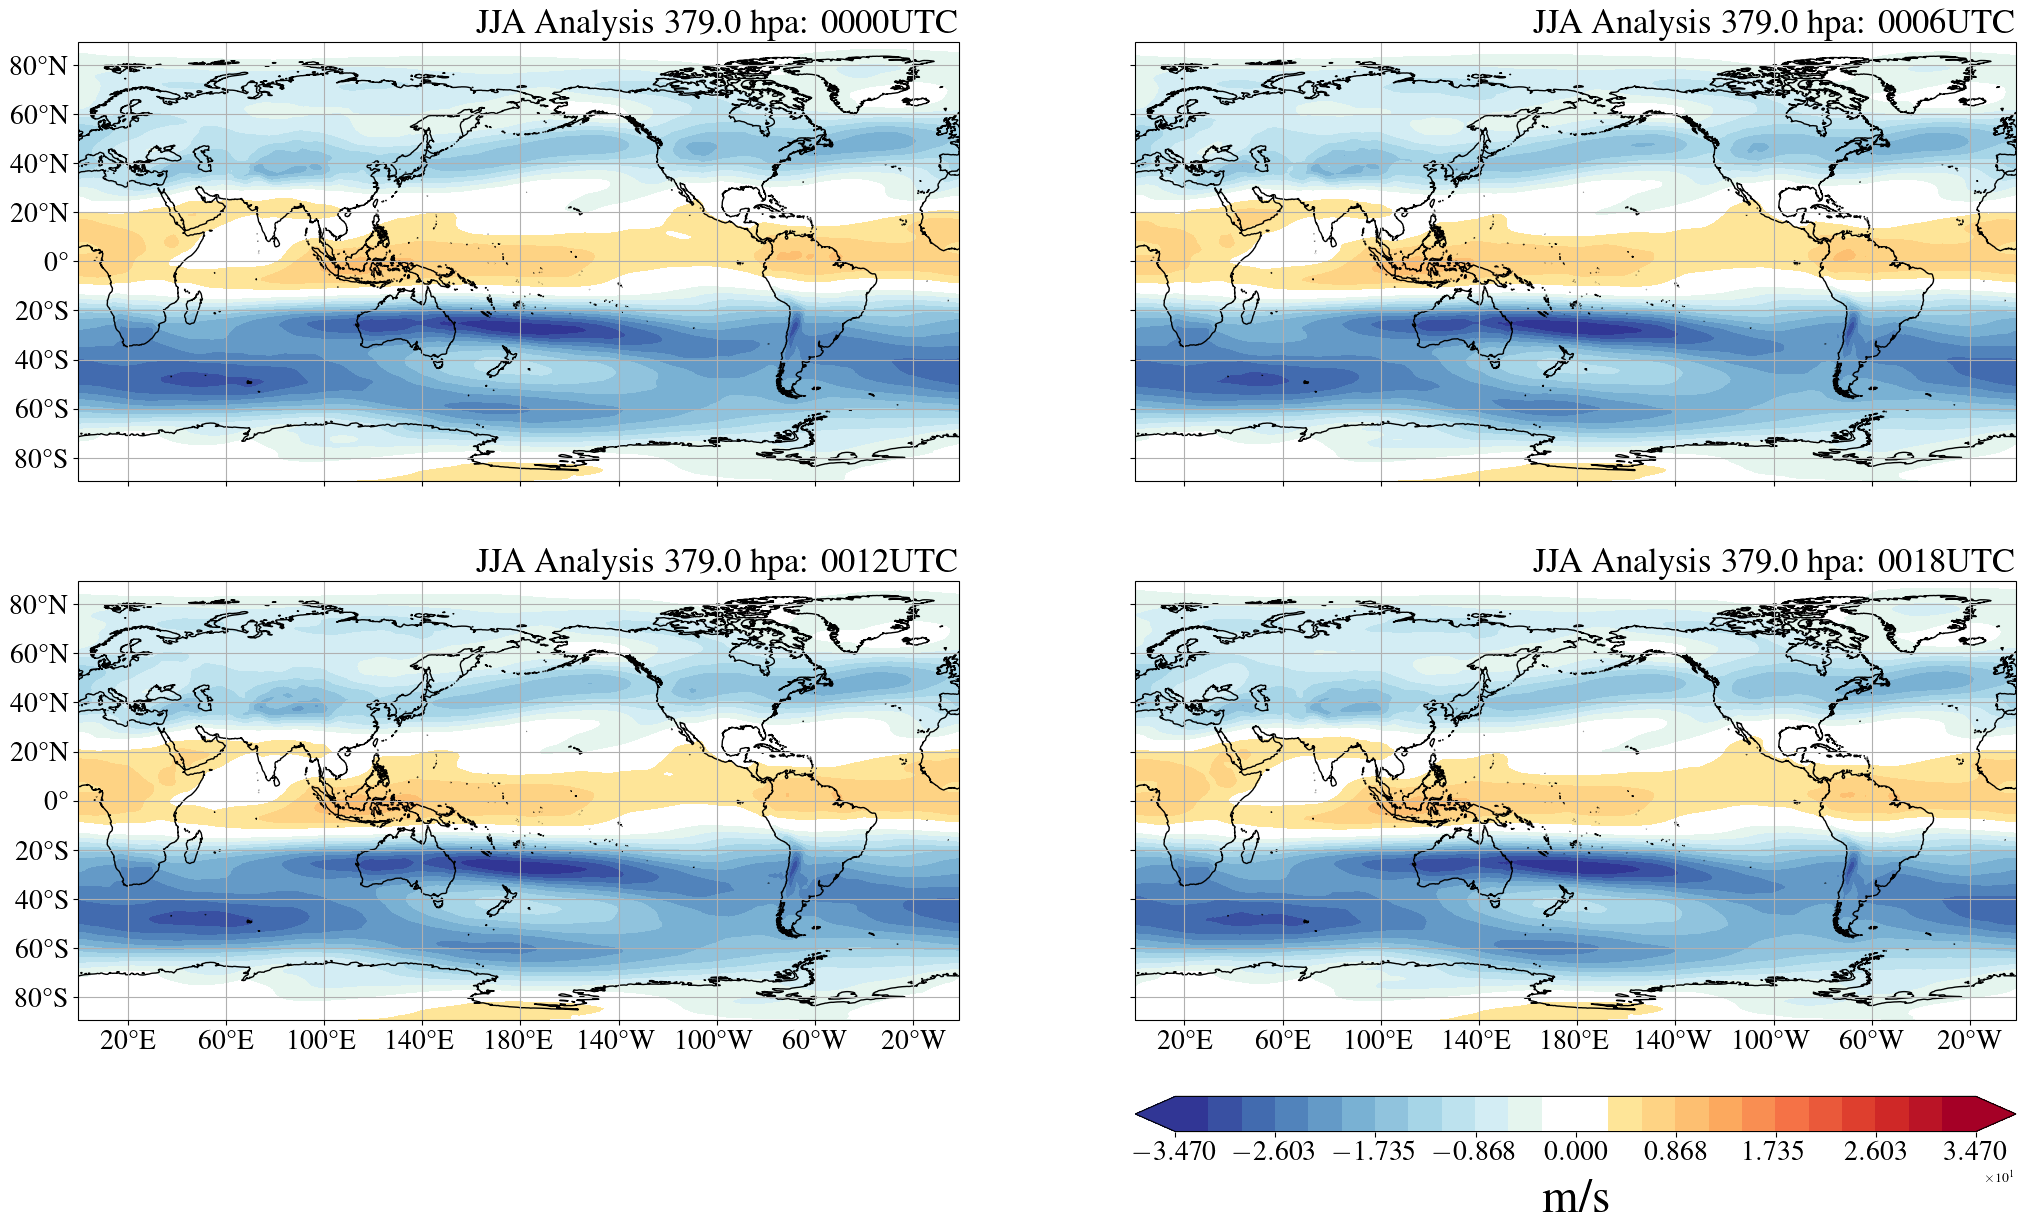 JJA Analysis 379.0 hpa: 0000UTC
JJA Analysis 379.0 hpa: 0006UTC
80°N
60°N
40°N
20°N
0°
20°S
40°S
60°S
80°S
JJA Analysis 379.0 hpa: 0012UTC
JJA Analysis 379.0 hpa: 0018UTC
80°N
60°N
40°N
20°N
0°
20°S
40°S
60°S
80°S
20°E 60°E 100°E 140°E 180°E 140°W 100°W 60°W 20°W
20°E 60°E 100°E 140°E 180°E 140°W 100°W 60°W 20°W
−3.470 −2.603 −1.735 −0.868 0.000 0.868 1.735 2.603 3.470
×10¹
m/s